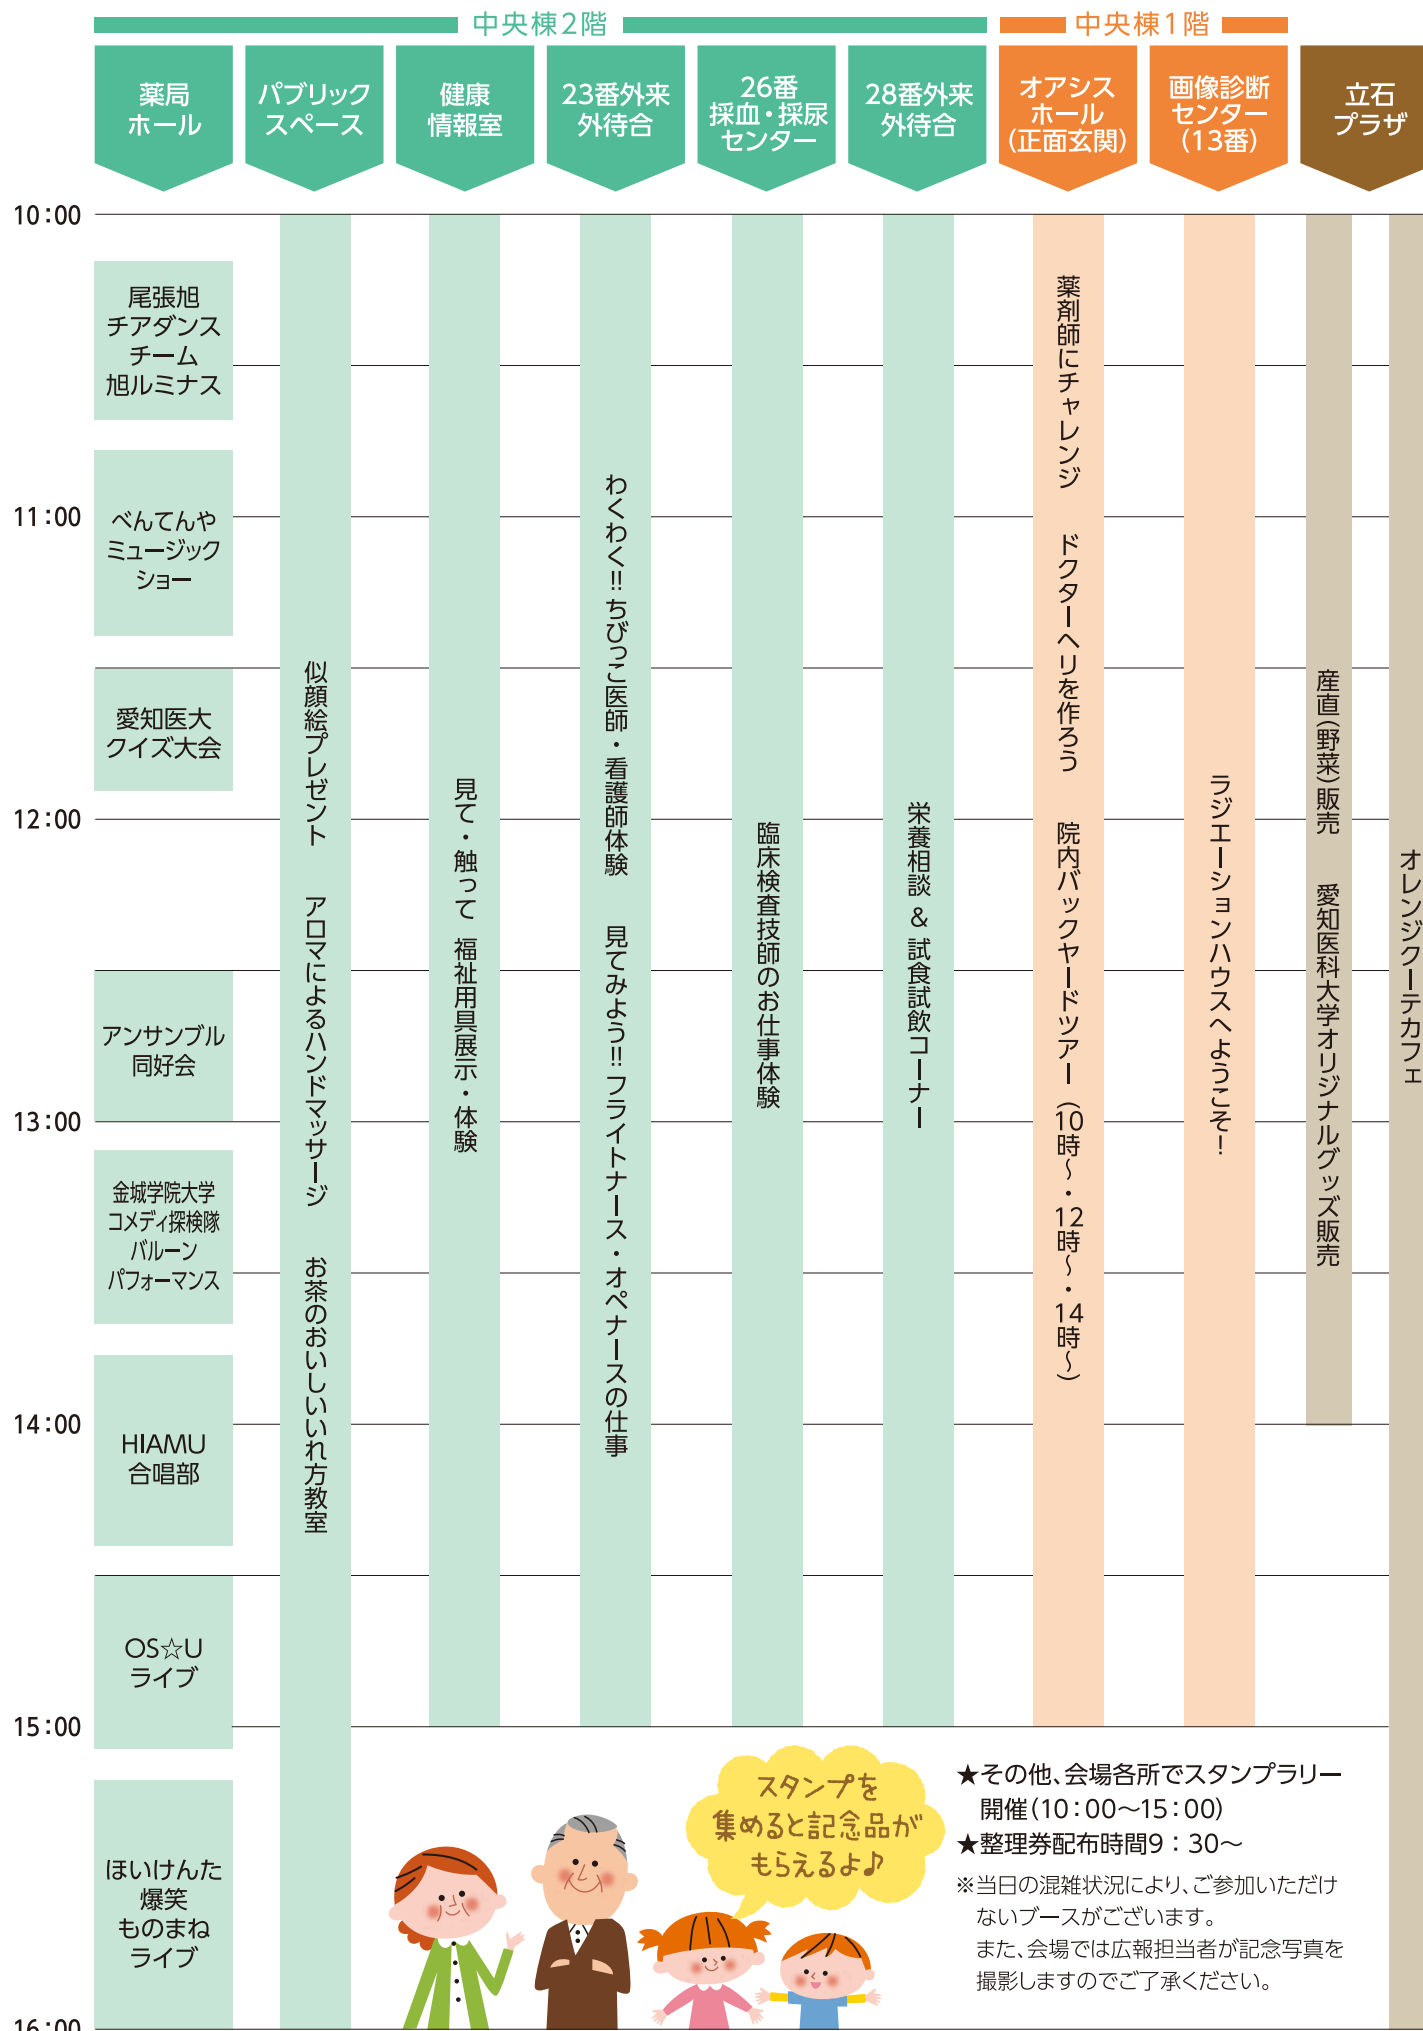 中央棟2階
中央棟1階
薬局
ホール
パブリック
スペース
健康
情報室
23番外来
外待合
26番
採血・採尿
センター
28番外来
外待合
オアシス
ホール
(正面玄関)
画像診断
センター
(13番)
立石
プラザ
10:00
11:00
12:00
13:00
14:00
15:00
16:00
尾張旭
チアダンス
チーム
旭ルミナス
べんてんや
ミュージック
ショー
愛知医大
クイズ大会
アンサンブル
同好会
金城学院大学
コメディ探検隊
バルーン
パフォーマンス
HIAMU
合唱部
OS☆U
ライブ
ほいけんた
爆笑
ものまね
ライブ
似顔絵プレゼント　アロマによるハンドマッサージ　お茶のおいしいいれ方教室
見て・触って 福祉用具展示・体験
わくわく!!ちびっこ医師・看護師体験　見てみよう!!フライトナース・オペナースの仕事
臨床検査技師のお仕事体験
栄養相談 & 試食試飲コーナー
薬剤師にチャレンジ　ドクターヘリを作ろう　院内バックヤードツアー(10時〜・12時〜・14時〜)
ラジエーションハウスへようこそ!
産直(野菜)販売　愛知医科大学オリジナルグッズ販売
オレンジクーテカフェ
スタンプを
集めると記念品が
もらえるよ♪
★その他、会場各所でスタンプラリー
開催(10:00〜15:00)
★整理券配布時間9:30〜
※当日の混雑状況により、ご参加いただけ
ないブースがございます。
また、会場では広報担当者が記念写真を
撮影しますのでご了承ください。